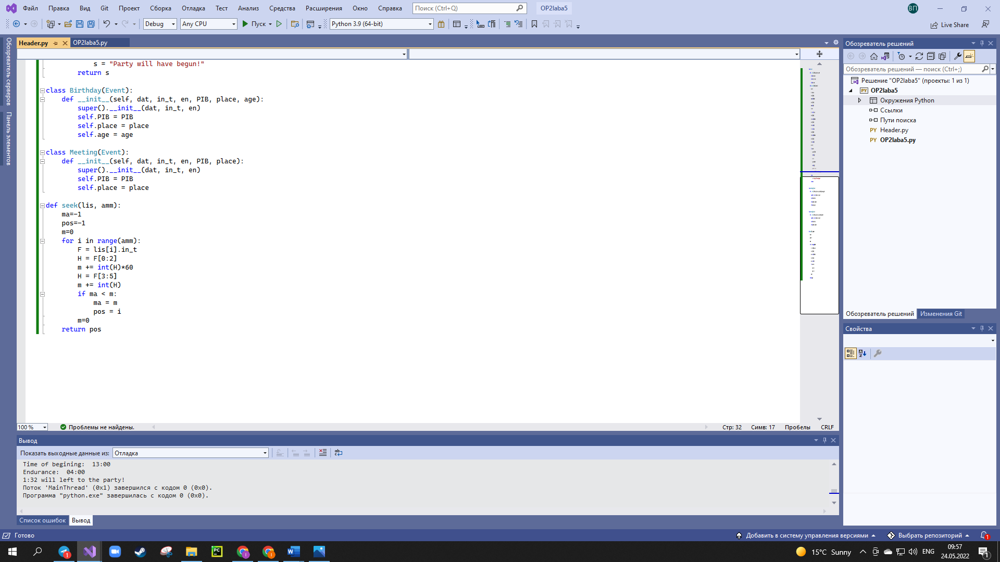 Файл Правка Вид Git Проект Сборка Отладка Тест Анализ Средства Расширения Окно Справка Поиск (Ctrl+Q) OP2laba5 ВП
Debug Any CPU Пуск Python 3.9 (64-bit) Live Share
Обозреватель серверов
Панель элементов
Header.py OP2laba5.py
s = "Party will have begun!"
return s
class Birthday(Event):
def __init__(self, dat, in_t, en, PIB, place, age):
super().__init__(dat, in_t, en)
self.PIB = PIB
self.place = place
self.age = age
class Meeting(Event):
def __init__(self, dat, in_t, en, PIB, place):
super().__init__(dat, in_t, en)
self.PIB = PIB
self.place = place
def seek(lis, amm):
ma=-1
pos=-1
m=0
for i in range(amm):
F = lis[i].in_t
H = F[0:2]
m += int(H)*60
H = F[3:5]
m += int(H)
if ma < m:
ma = m
pos = i
m=0
return pos
100 % Проблемы не найдены. Стр: 32 Симв: 17 Пробелы CRLF
Вывод
Показать выходные данные из: Отладка
Time of begining:  13:00
Endurance:  04:00
1:32 will left to the party!
Поток 'MainThread' (0x1) завершился с кодом 0 (0x0).
Программа "python.exe" завершилась с кодом 0 (0x0).
Список ошибок Вывод
Обозреватель решений
Обозреватель решений — поиск (Ctrl+;)
Решение "OP2laba5" (проекты: 1 из 1)
PY OP2laba5
Окружения Python
Ссылки
Пути поиска
PY Header.py
PY OP2laba5.py
Обозреватель решений Изменения Git
Свойства
Готово Добавить в систему управления версиями Выбрать репозиторий 1
1 PC W 15°C Sunny ENG 09:57
24.05.2022 1